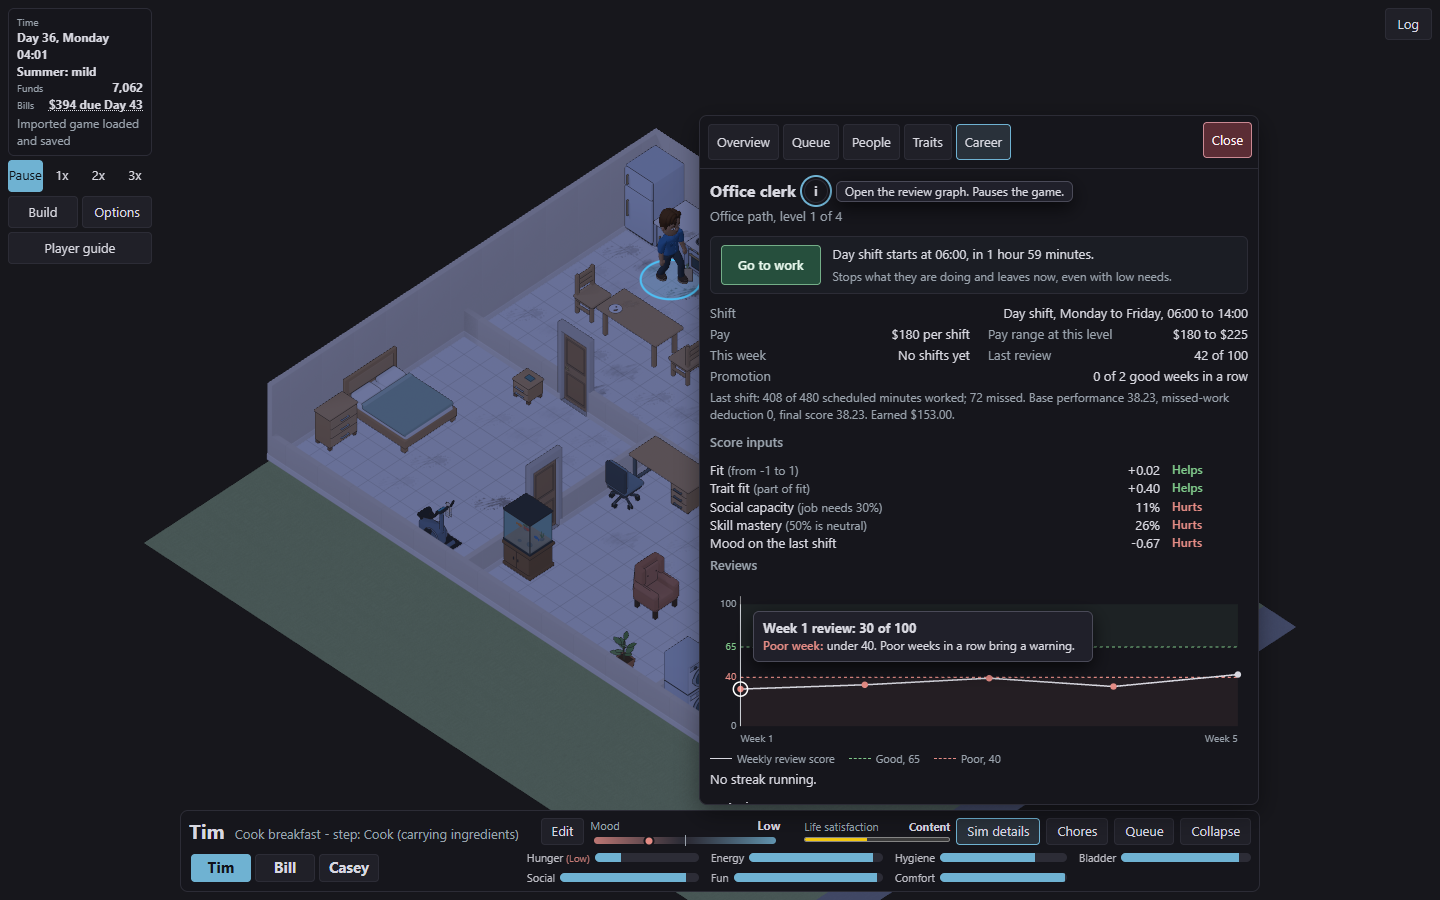 Time
Day 36, Monday
04:01
Summer: mild
Funds 7,062
Bills $394 due Day 43
Imported game loaded
and saved
Pause 1x 2x 3x
Build Options
Player guide
Log
Overview Queue People Traits Career Close
Office clerk i Open the review graph. Pauses the game.
Office path, level 1 of 4
Go to work
Day shift starts at 06:00, in 1 hour 59 minutes.
Stops what they are doing and leaves now, even with low needs.
Shift Day shift, Monday to Friday, 06:00 to 14:00
Pay $180 per shift Pay range at this level $180 to $225
This week No shifts yet Last review 42 of 100
Promotion 0 of 2 good weeks in a row
Last shift: 408 of 480 scheduled minutes worked; 72 missed. Base performance 38.23, missed-work
deduction 0, final score 38.23. Earned $153.00.
Score inputs
Fit (from -1 to 1) +0.02 Helps
Trait fit (part of fit) +0.40 Helps
Social capacity (job needs 30%) 11% Hurts
Skill mastery (50% is neutral) 26% Hurts
Mood on the last shift -0.67 Hurts
Reviews
100
Week 1 review: 30 of 100
65
Poor week: under 40. Poor weeks in a row bring a warning.
40
0
Week 1 Week 5
Weekly review score Good, 65 Poor, 40
No streak running.
Tim Cook breakfast - step: Cook (carrying ingredients)
Edit
Mood Low
Life satisfaction Content
Sim details Chores Queue Collapse
Tim Bill Casey
Hunger (Low) Energy Hygiene Bladder
Social Fun Comfort